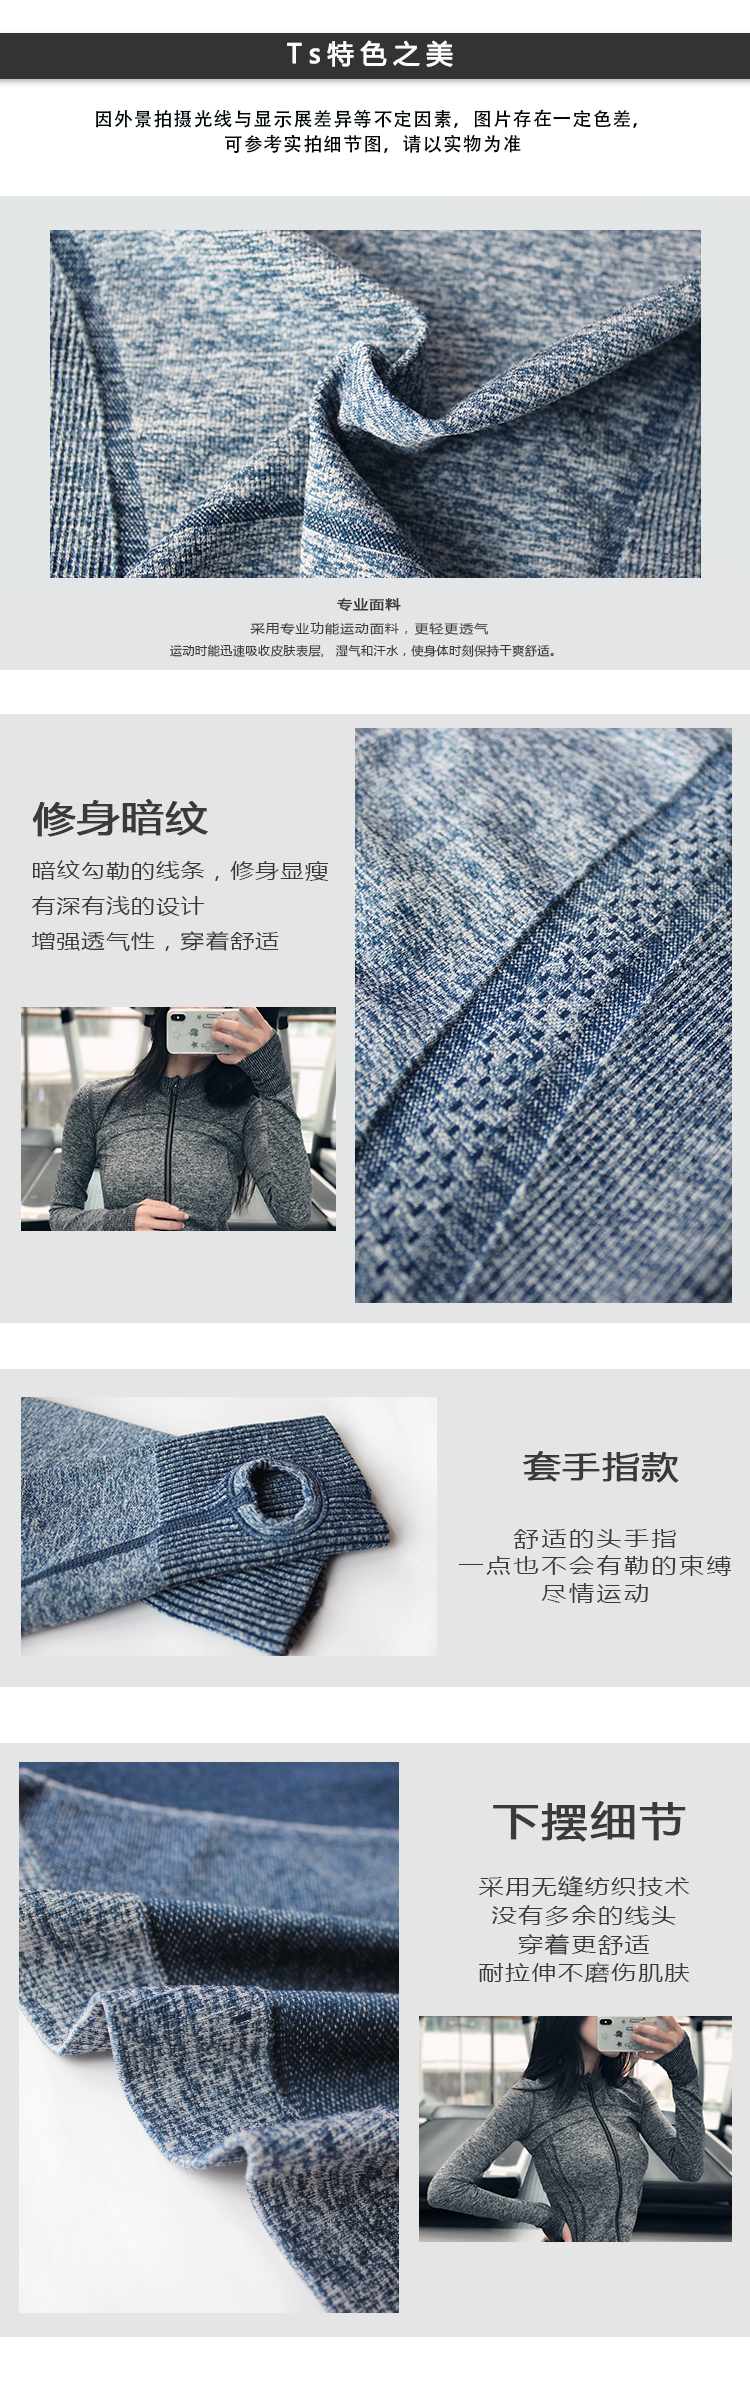 Ts特色之美
因外景拍摄光线与显示展差异等不定因素，图片存在一定色差，
可参考实拍细节图，请以实物为准
专业面料
采用专业功能运动面料，更轻更透气
运动时能迅速吸收皮肤表层，湿气和汗水，使身体时刻保持干爽舒适。
修身暗纹
暗纹勾勒的线条，修身显瘦
有深有浅的设计
增强透气性，穿着舒适
套手指款
舒适的头手指
一点也不会有勒的束缚
尽情运动
下摆细节
采用无缝纺织技术
没有多余的线头
穿着更舒适
耐拉伸不磨伤肌肤